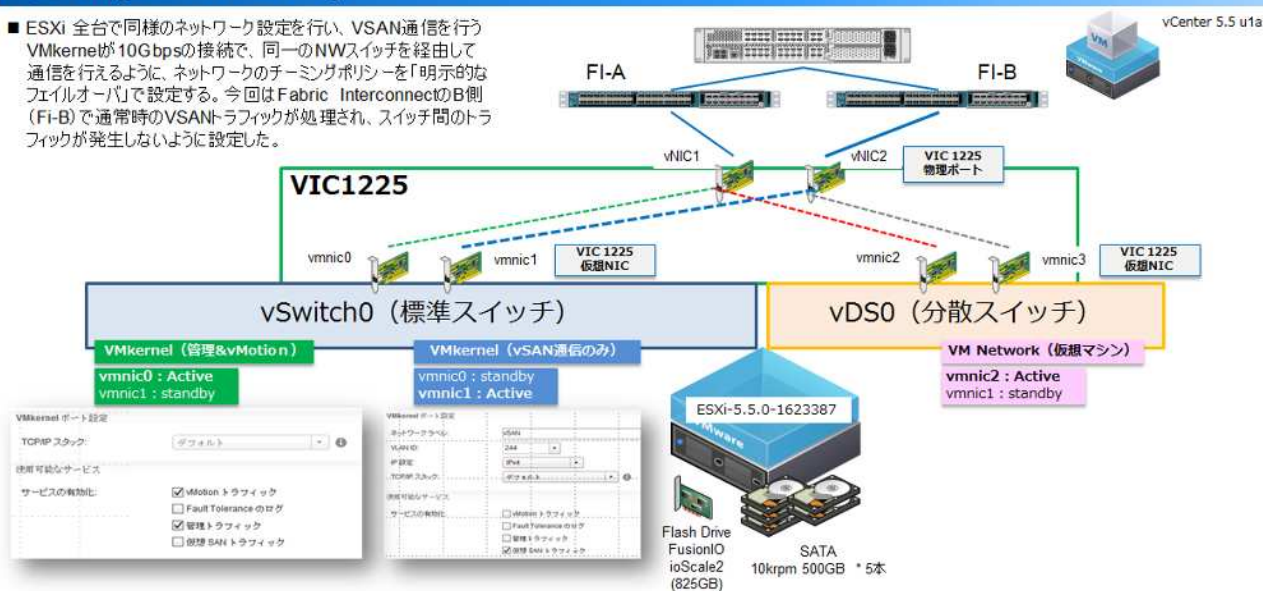 ■ ESXi 全台で同様のネットワーク設定を行い、VSAN通信を行う
VMkernelが10Gbpsの接続で、同一のNWスイッチを経由して
通信を行えるように、ネットワークのチーミングポリシーを「明示的な
フェイルオーバ」で設定する。今回はFabric InterconnectのB側
(Fi-B)で通常時のVSANトラフィックが処理され、スイッチ間のトラ
フィックが発生しないように設定した。
vCenter 5.5 u1a
VM
vmware
FI-A
FI-B
vNIC1
vNIC2
VIC 1225
物理ポート
VIC1225
vmnic0
vmnic1
VIC 1225
仮想NIC
vmnic2
vmnic3
VIC 1225
仮想NIC
vSwitch0（標準スイッチ）
vDS0（分散スイッチ）
VMkernel（管理&vMotion）
vmnic0：Active
vmnic1：standby
VMkernel（vSAN通信のみ）
vmnic0：standby
vmnic1：Active
VM Network（仮想マシン）
vmnic2：Active
vmnic1：standby
VMkernel ポート設定
TCP/IP スタック:
デフォルト
使用可能なサービス
サービスの有効化:
vMotion トラフィック
Fault Tolerance のログ
管理トラフィック
仮想 SAN トラフィック
VMkernel ポート設定
ネットワーク ラベル:
vSAN
VLAN ID:
244
IP 設定:
IPv4
TCP/IP スタック:
デフォルト
使用可能なサービス
サービスの有効化:
vMotion トラフィック
Fault Tolerance のログ
管理トラフィック
仮想 SAN トラフィック
ESXi-5.5.0-1623387
vmware
Flash Drive
FusionIO
ioScale2
(825GB)
SATA
10krpm 500GB * 5本